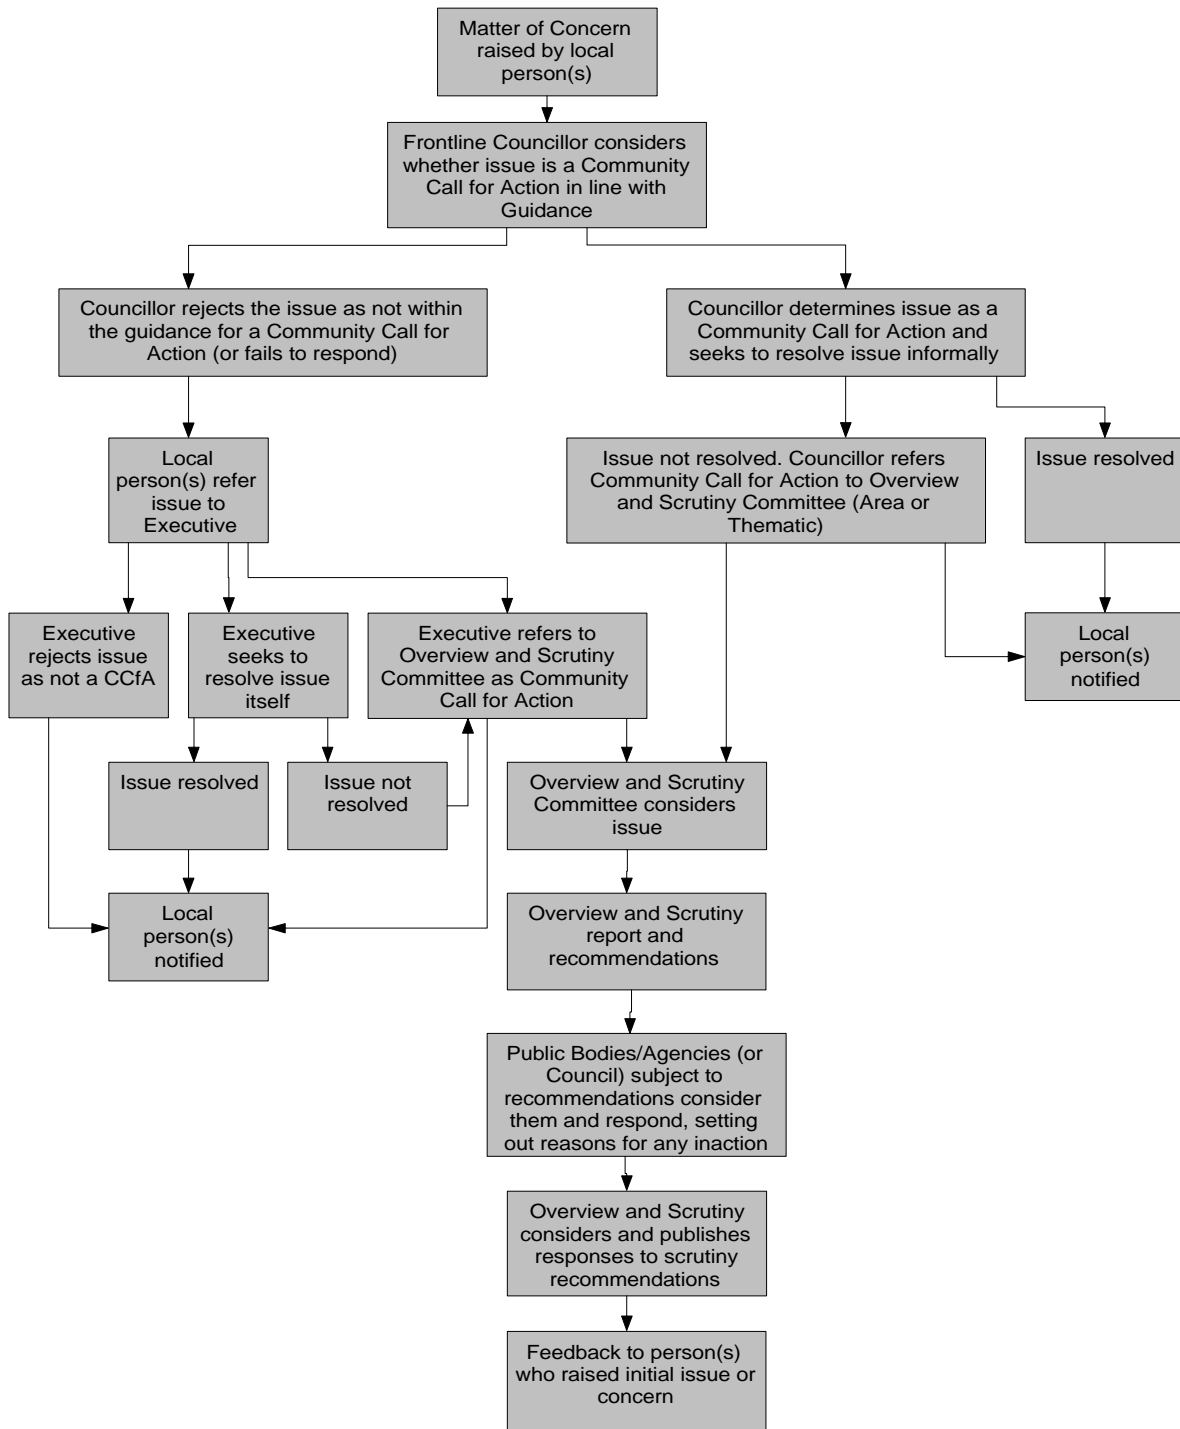 Matter of Concern
raised by local
person(s)
Frontline Councillor considers
whether issue is a Community
Call for Action in line with
Guidance
Councillor rejects the issue as not within
the guidance for a Community Call for
Action (or fails to respond)
Councillor determines issue as a
Community Call for Action and
seeks to resolve issue informally
Local
person(s) refer
issue to
Executive
Issue not resolved. Councillor refers
Community Call for Action to Overview
and Scrutiny Committee (Area or
Thematic)
Issue resolved
Executive
rejects issue
as not a CCfA
Executive
seeks to
resolve issue
itself
Executive refers to
Overview and Scrutiny
Committee as Community
Call for Action
Local
person(s)
notified
Issue resolved
Issue not
resolved
Overview and Scrutiny
Committee considers
issue
Local
person(s)
notified
Overview and Scrutiny
report and
recommendations
Public Bodies/Agencies (or
Council) subject to
recommendations consider
them and respond, setting
out reasons for any inaction
Overview and Scrutiny
considers and publishes
responses to scrutiny
recommendations
Feedback to person(s)
who raised initial issue or
concern